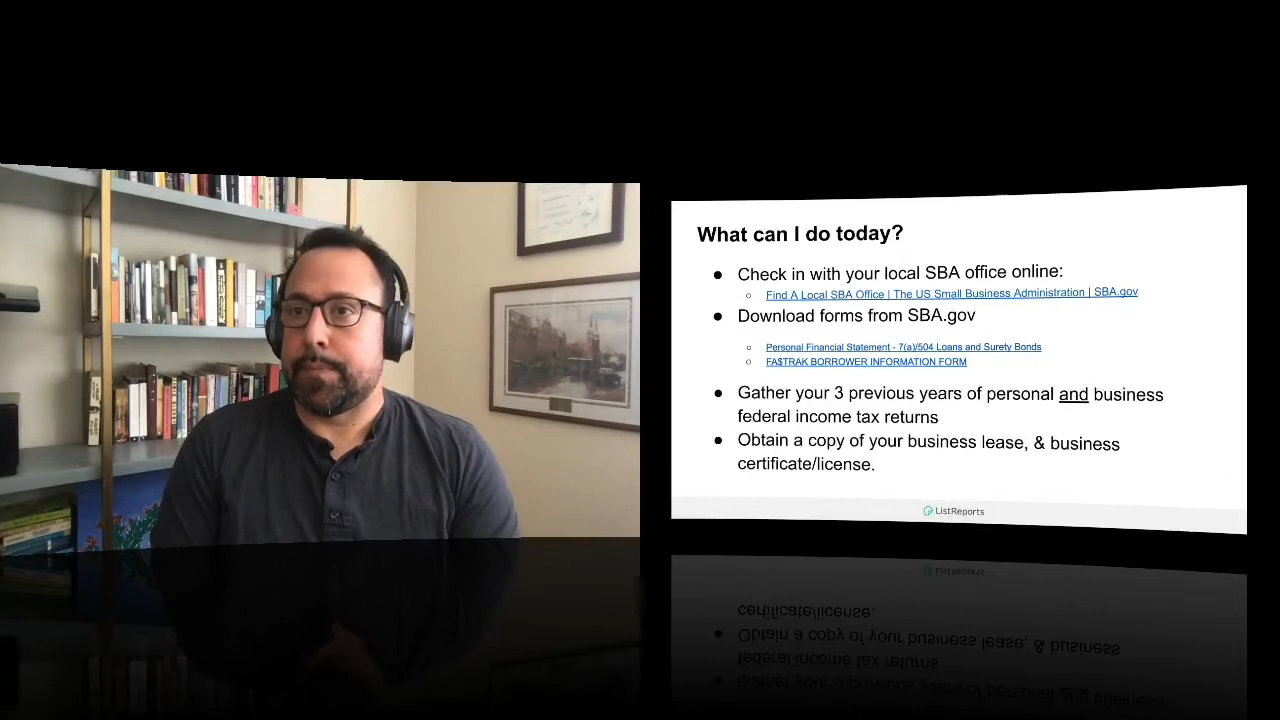 What can I do today?
● Check in with your local SBA office online:
○ Find A Local SBA Office | The US Small Business Administration | SBA.gov
● Download forms from SBA.gov
○ Personal Financial Statement - 7(a)/504 Loans and Surety Bonds
○ FA$TRAK BORROWER INFORMATION FORM
● Gather your 3 previous years of personal and business
federal income tax returns
● Obtain a copy of your business lease, & business
certificate/license.
ListReports